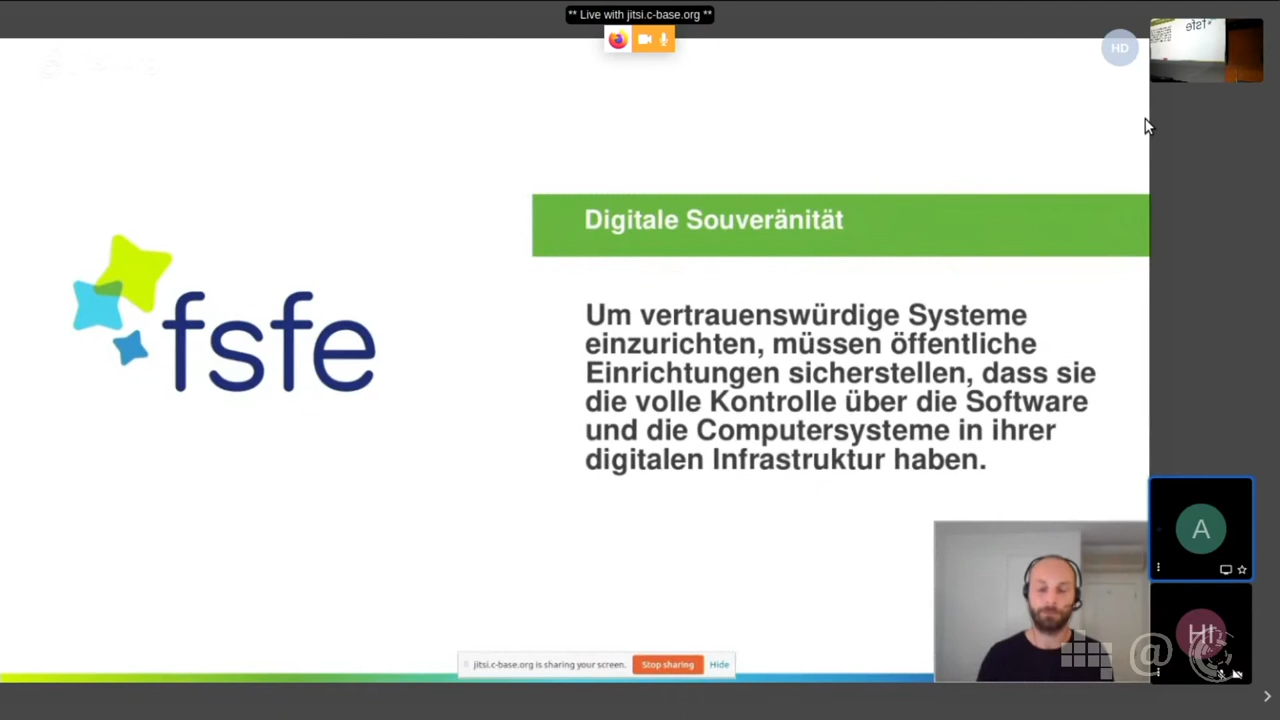 ** Live with jitsi.c-base.org **
HD
fsfe
Digitale Souveränität
fsfe
Um vertrauenswürdige Systeme
einzurichten, müssen öffentliche
Einrichtungen sicherstellen, dass sie
die volle Kontrolle über die Software
und die Computersysteme in ihrer
digitalen Infrastruktur haben.
A
HI
@
jitsi.c-base.org is sharing your screen.
Stop sharing
Hide